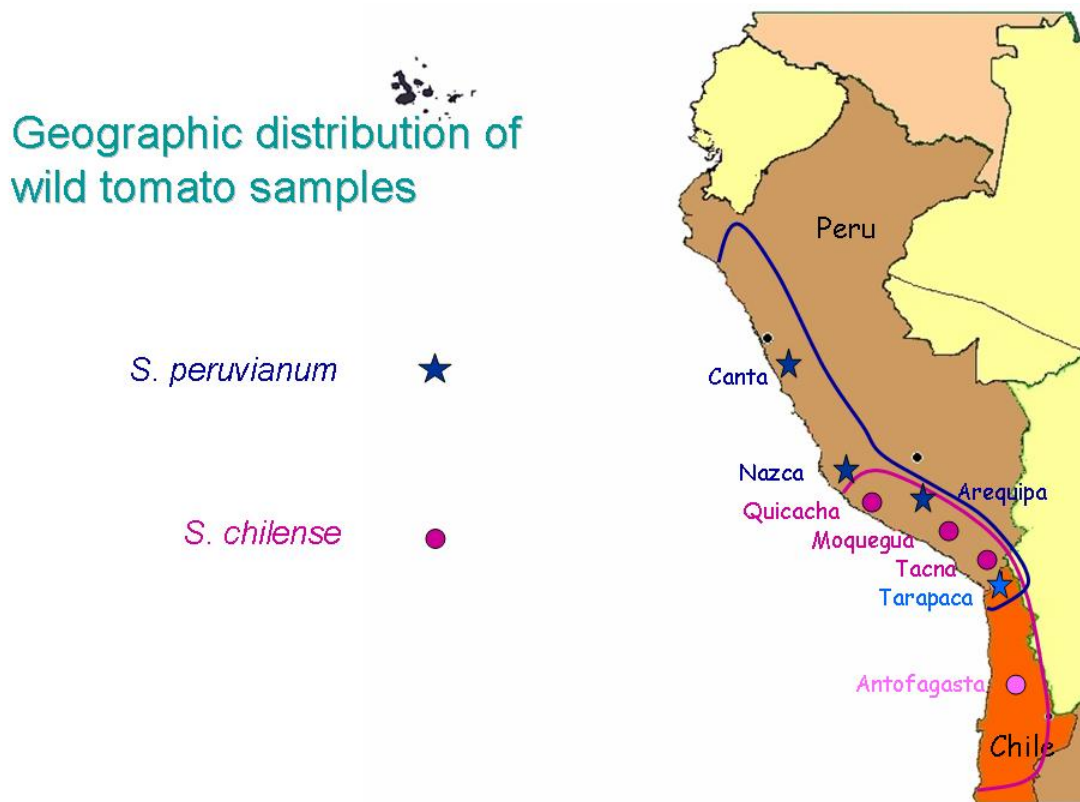 Geographic distribution of
wild tomato samples
Peru
S. peruvianum
Canta
Nazca
Arequipa
Quicacha
S. chilense
Moquegua
Tacna
Tarapaca
Antofagasta
Chile